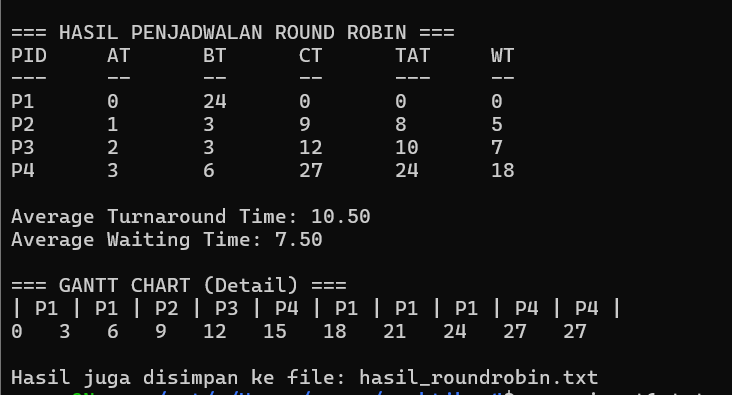 === HASIL PENJADWALAN ROUND ROBIN ===
PID     AT      BT      CT      TAT     WT
---     --      --      --      ---     --
P1      0       24      0       0       0
P2      1       3       9       8       5
P3      2       3       12      10      7
P4      3       6       27      24      18
Average Turnaround Time: 10.50
Average Waiting Time: 7.50
=== GANTT CHART (Detail) ===
| P1 | P1 | P2 | P3 | P4 | P1 | P1 | P1 | P4 | P4 |
0   3   6   9   12   15   18   21   24   27   27
Hasil juga disimpan ke file: hasil_roundrobin.txt